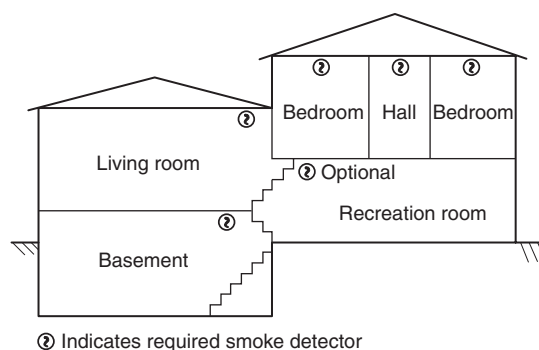 Bedroom Hall Bedroom
Living room
Optional
Recreation room
Basement
Indicates required smoke detector